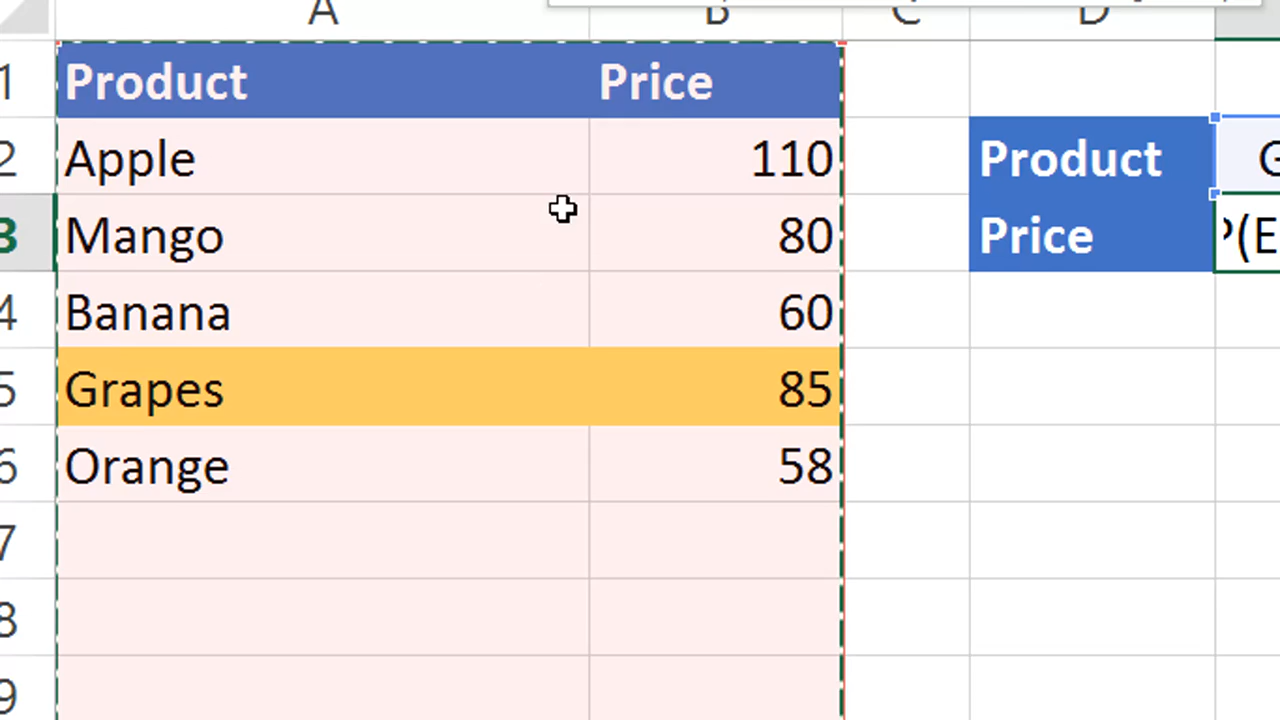 A B C D
1 Product Price
2 Apple 110 Product G
3 Mango 80 Price P(E
4 Banana 60
5 Grapes 85
6 Orange 58
7
8
9